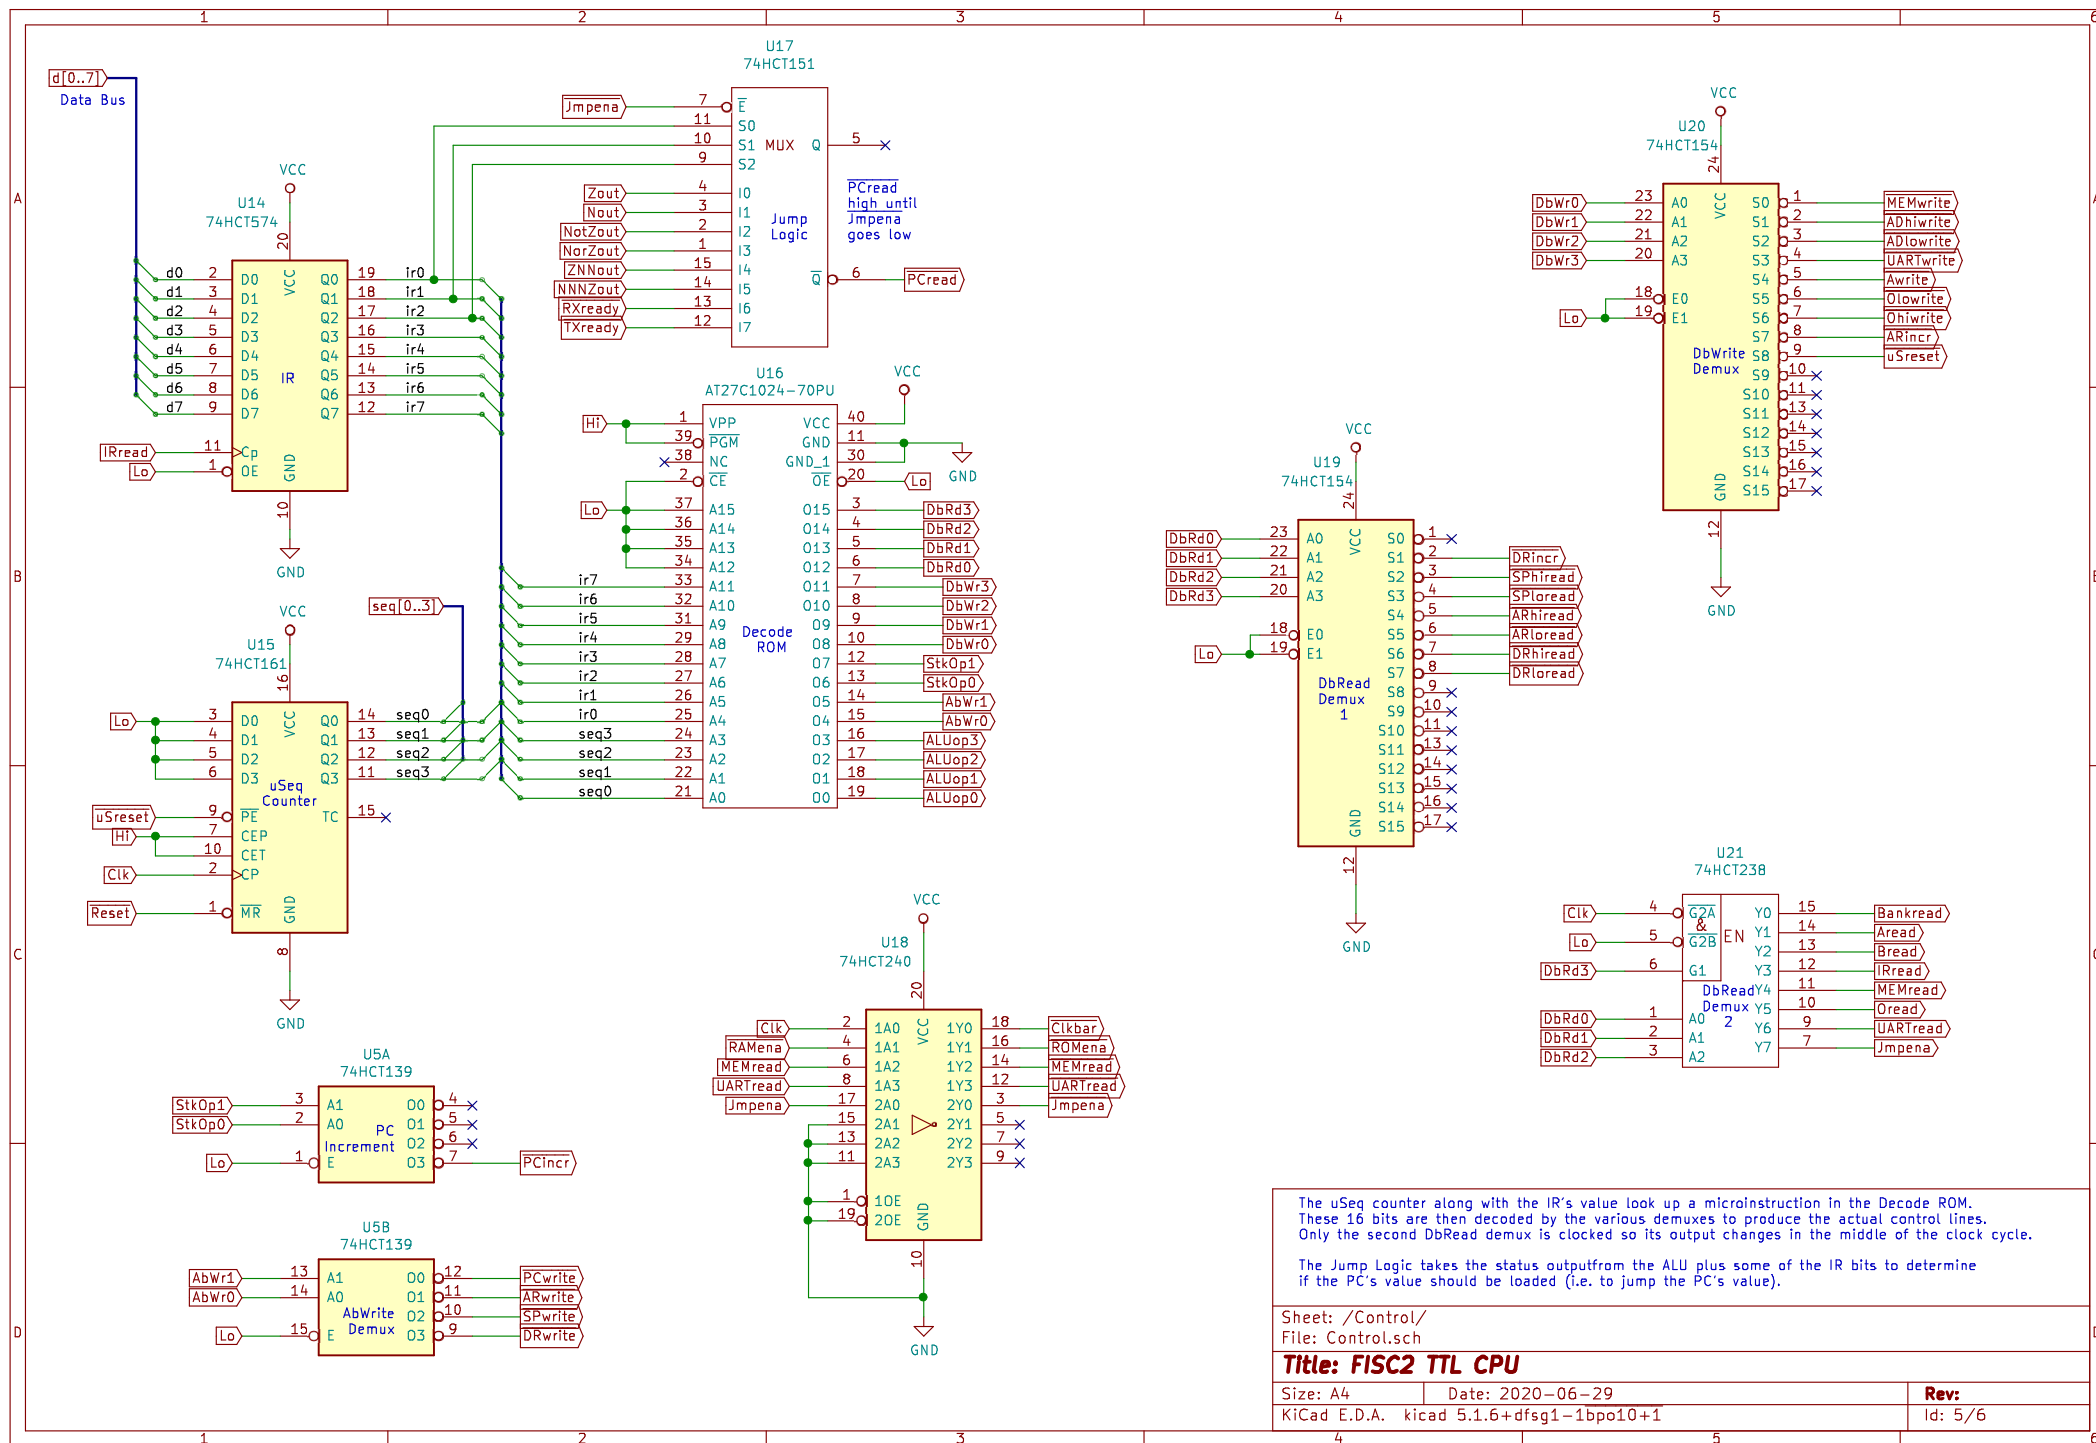 1 2 3 4 5 6
A
B
C
D
d[0..7]
Data Bus
U14
74HCT574
VCC
20
d0 2 D0 Q0 19 ir0
d1 3 D1 Q1 18 ir1
d2 4 D2 Q2 17 ir2
d3 5 D3 Q3 16 ir3
d4 6 D4 Q4 15 ir4
d5 7 D5 Q5 14 ir5
d6 8 D6 Q6 13 ir6
d7 9 D7 Q7 12 ir7
IR
VCC
IRread 11 Cp
Lo 1 OE
GND
10
GND
U17
74HCT151
Jmpena 7 E
11 S0
10 S1 MUX Q 5
9 S2
Zout 4 I0
Nout 3 I1
NotZout 2 I2
NorZout 1 I3
ZNNout 15 I4
NNNZout 14 I5
RXready 13 I6
TXready 12 I7
Jump
Logic
Q 6 PCread
PCread
high until
Jmpena
goes low
U16
AT27C1024-70PU
VCC
Hi 1 VPP VCC 40
39 PGM GND 11
38 NC GND_1 30
2 CE OE 20 Lo
GND
Lo 37 A15 O15 3 DbRd3
36 A14 O14 4 DbRd2
35 A13 O13 5 DbRd1
34 A12 O12 6 DbRd0
ir7 33 A11 O11 7 DbWr3
ir6 32 A10 O10 8 DbWr2
ir5 31 A9 O9 9 DbWr1
ir4 29 A8 O8 10 DbWr0
ir3 28 A7 O7 12 StkOp1
ir2 27 A6 O6 13 StkOp0
ir1 26 A5 O5 14 AbWr1
ir0 25 A4 O4 15 AbWr0
seq3 24 A3 O3 16 ALUop3
seq2 23 A2 O2 17 ALUop2
seq1 22 A1 O1 18 ALUop1
seq0 21 A0 O0 19 ALUop0
Decode
ROM
seq[0..3]
VCC
U15
74HCT161
16
VCC
Lo 3 D0 Q0 14 seq0
4 D1 Q1 13 seq1
5 D2 Q2 12 seq2
6 D3 Q3 11 seq3
uSeq
Counter
uSreset 9 PE TC 15
Hi 7 CEP
10 CET
Clk 2 CP
Reset 1 MR
GND
8
GND
U5A
74HCT139
StkOp1 3 A1 O0 4
StkOp0 2 A0 O1 5
O2 6
Lo 1 E O3 7 PCincr
PC
Increment
U5B
74HCT139
AbWr1 13 A1 O0 12 PCwrite
AbWr0 14 A0 O1 11 ARwrite
O2 10 SPwrite
Lo 15 E O3 9 DRwrite
AbWrite
Demux
VCC
U18
74HCT240
20
VCC
Clk 2 1A0 1Y0 18 Clkbar
RAMena 4 1A1 1Y1 16 ROMena
MEMread 6 1A2 1Y2 14 MEMread
UARTread 8 1A3 1Y3 12 UARTread
Jmpena 17 2A0 2Y0 3 Jmpena
15 2A1 2Y1 5
13 2A2 2Y2 7
11 2A3 2Y3 9
1 1OE
19 2OE
GND
10
GND
VCC
U19
74HCT154
24
VCC
DbRd0 23 A0 S0 1
DbRd1 22 A1 S1 2 DRincr
DbRd2 21 A2 S2 3 SPhiread
DbRd3 20 A3 S3 4 SPloread
S4 5 ARhiread
18 E0 S5 6 ARloread
Lo 19 E1 S6 7 DRhiread
S7 8 DRloread
S8 9
S9 10
S10 11
S11 13
S12 14
S13 15
S14 16
S15 17
DbRead
Demux
1
GND
12
GND
VCC
U20
74HCT154
24
VCC
DbWr0 23 A0 S0 1 MEMwrite
DbWr1 22 A1 S1 2 ADhiwrite
DbWr2 21 A2 S2 3 ADlowrite
DbWr3 20 A3 S3 4 UARTwrite
S4 5 Awrite
18 E0 S5 6 Olowrite
Lo 19 E1 S6 7 Ohiwrite
S7 8 ARincr
S8 9 uSreset
S9 10
S10 11
S11 13
S12 14
S13 15
S14 16
S15 17
DbWrite
Demux
GND
12
GND
U21
74HCT238
Clk 4 G2A Y0 15 Bankread
& EN Y1 14 Aread
Lo 5 G2B Y2 13 Bread
DbRd3 6 G1 Y3 12 IRread
Y4 11 MEMread
Y5 10 Oread
DbRd0 1 A0 Y6 9 UARTread
DbRd1 2 A1 Y7 7 Jmpena
DbRd2 3 A2
DbRead
Demux
2
The uSeq counter along with the IR's value look up a microinstruction in the Decode ROM.
These 16 bits are then decoded by the various demuxes to produce the actual control lines.
Only the second DbRead demux is clocked so its output changes in the middle of the clock cycle.
The Jump Logic takes the status outputfrom the ALU plus some of the IR bits to determine
if the PC's value should be loaded (i.e. to jump the PC's value).
Sheet: /Control/
File: Control.sch
Title: FISC2 TTL CPU
Size: A4 Date: 2020-06-29 Rev:
KiCad E.D.A. kicad 5.1.6+dfsg1-1bpo10+1 Id: 5/6
1 2 3 4 5 6